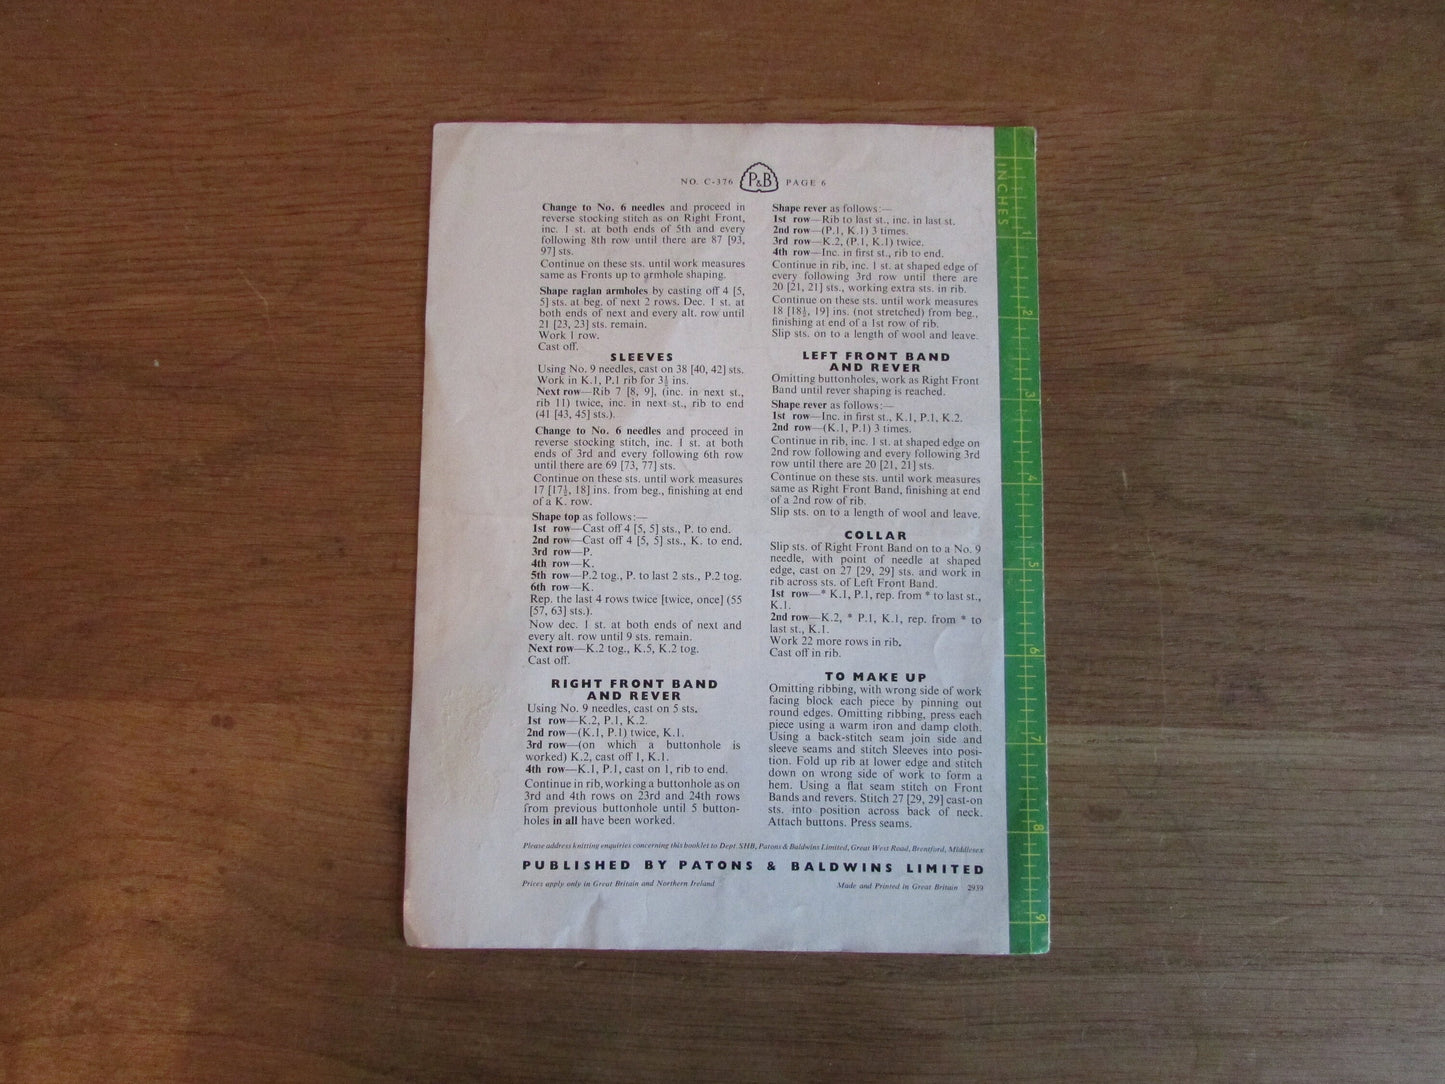 NO. C-376 P&B PAGE 6
Change to No. 6 needles and proceed in
reverse stocking stitch as on Right Front,
inc. 1 st. at both ends of 5th and every
following 8th row until there are 87 [93,
97] sts.
Continue on these sts. until work measures
same as Fronts up to armhole shaping.
Shape raglan armholes by casting off 4 [5,
5] sts. at beg. of next 2 rows. Dec. 1 st. at
both ends of next and every alt. row until
21 [23, 23] sts. remain.
Work 1 row.
Cast off.
SLEEVES
Using No. 9 needles, cast on 38 [40, 42] sts.
Work in K.1, P.1 rib for 3½ ins.
Next row—Rib 7 [8, 9], (inc. in next st.,
rib 11) twice, inc. in next st., rib to end
(41 [43, 45] sts.).
Change to No. 6 needles and proceed in
reverse stocking stitch, inc. 1 st. at both
ends of 3rd and every following 6th row
until there are 69 [73, 77] sts.
Continue on these sts. until work measures
17 [17½, 18] ins. from beg., finishing at end
of a K. row.
Shape top as follows:—
1st row—Cast off 4 [5, 5] sts., P. to end.
2nd row—Cast off 4 [5, 5] sts., K. to end.
3rd row—P.
4th row—K.
5th row—P.2 tog., P. to last 2 sts., P.2 tog.
6th row—K.
Rep. the last 4 rows twice [twice, once] (55
[57, 63] sts.).
Now dec. 1 st. at both ends of next and
every alt. row until 9 sts. remain.
Next row—K.2 tog., K.5, K.2 tog.
Cast off.
RIGHT FRONT BAND
AND REVER
Using No. 9 needles, cast on 5 sts.
1st row—K.2, P.1, K.2.
2nd row—(K.1, P.1) twice, K.1.
3rd row—(on which a buttonhole is
worked) K.2, cast off 1, K.1.
4th row—K.1, P.1, cast on 1, rib to end.
Continue in rib, working a buttonhole as on
3rd and 4th rows on 23rd and 24th rows
from previous buttonhole until 5 button-
holes in all have been worked.
Shape rever as follows:—
1st row—Rib to last st., inc. in last st.
2nd row—(P.1, K.1) 3 times.
3rd row—K.2, (P.1, K.1) twice.
4th row—Inc. in first st., rib to end.
Continue in rib, inc. 1 st. at shaped edge of
every following 3rd row until there are
20 [21, 21] sts., working extra sts. in rib.
Continue on these sts. until work measures
18 [18½, 19] ins. (not stretched) from beg.,
finishing at end of a 1st row of rib.
Slip sts. on to a length of wool and leave.
LEFT FRONT BAND
AND REVER
Omitting buttonholes, work as Right Front
Band until rever shaping is reached.
Shape rever as follows:—
1st row—Inc. in first st., K.1, P.1, K.2.
2nd row—(K.1, P.1) 3 times.
Continue in rib, inc. 1 st. at shaped edge on
2nd row following and every following 3rd
row until there are 20 [21, 21] sts.
Continue on these sts. until work measures
same as Right Front Band, finishing at end
of a 2nd row of rib.
Slip sts. on to a length of wool and leave.
COLLAR
Slip sts. of Right Front Band on to a No. 9
needle, with point of needle at shaped
edge, cast on 27 [29, 29] sts. and work in
rib across sts. of Left Front Band.
1st row—* K.1, P.1, rep. from * to last st.,
K.1.
2nd row—K.2, * P.1, K.1, rep. from * to
last st., K.1.
Work 22 more rows in rib.
Cast off in rib.
TO MAKE UP
Omitting ribbing, with wrong side of work
facing block each piece by pinning out
round edges. Omitting ribbing, press each
piece using a warm iron and damp cloth.
Using a back-stitch seam join side and
sleeve seams and stitch Sleeves into posi-
tion. Fold up rib at lower edge and stitch
down on wrong side of work to form a
hem. Using a flat seam stitch on Front
Bands and revers. Stitch 27 [29, 29] cast-on
sts. into position across back of neck.
Attach buttons. Press seams.
Please address knitting enquiries concerning this booklet to Dept. SHB, Patons & Baldwins Limited, Great West Road, Brentford, Middlesex
PUBLISHED BY PATONS & BALDWINS LIMITED
Prices apply only in Great Britain and Northern Ireland
Made and Printed in Great Britain 2939
INCHES
1
2
3
4
5
6
7
8
9